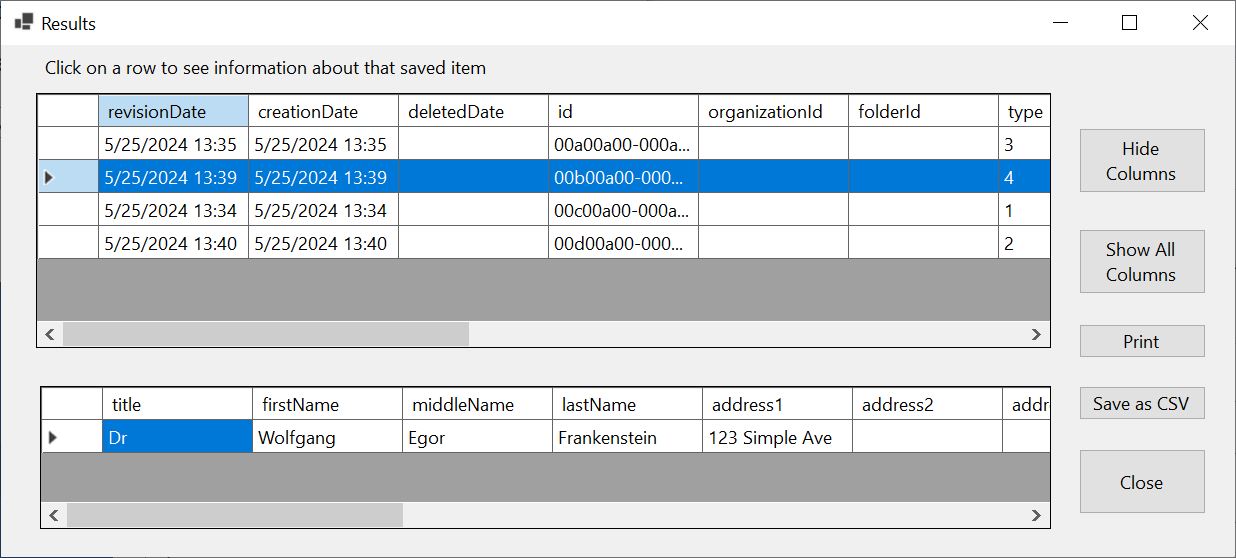 Results
Click on a row to see information about that saved item
revisionDate creationDate deletedDate id organizationId folderId type
5/25/2024 13:35 5/25/2024 13:35 00a00a00-000a... 3
5/25/2024 13:39 5/25/2024 13:39 00b00a00-000... 4
5/25/2024 13:34 5/25/2024 13:34 00c00a00-000a... 1
5/25/2024 13:40 5/25/2024 13:40 00d00a00-000... 2
Hide
Columns
Show All
Columns
Print
Save as CSV
Close
title firstName middleName lastName address1 address2 addr
Dr Wolfgang Egor Frankenstein 123 Simple Ave